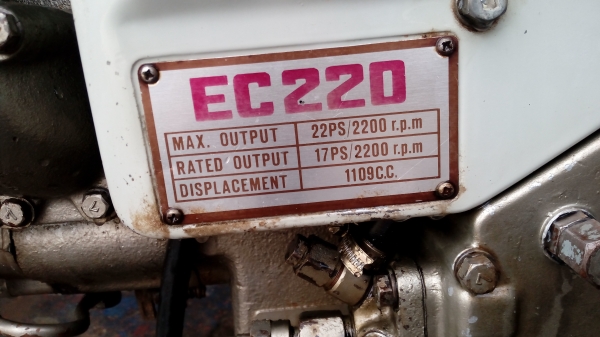 EC220
MAX. OUTPUT 22PS/2200 r.p.m
RATED OUTPUT 17PS/2200 r.p.m
DISPLACEMENT 1109C.C.